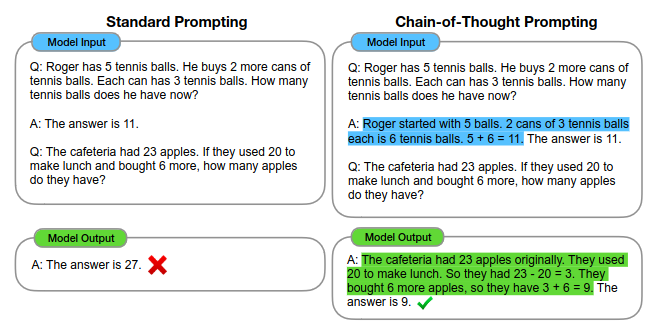 Standard Prompting
Model Input
Q: Roger has 5 tennis balls. He buys 2 more cans of
tennis balls. Each can has 3 tennis balls. How many
tennis balls does he have now?
A: The answer is 11.
Q: The cafeteria had 23 apples. If they used 20 to
make lunch and bought 6 more, how many apples
do they have?
Model Output
A: The answer is 27.
Chain-of-Thought Prompting
Model Input
Q: Roger has 5 tennis balls. He buys 2 more cans of
tennis balls. Each can has 3 tennis balls. How many
tennis balls does he have now?
A: Roger started with 5 balls. 2 cans of 3 tennis balls
each is 6 tennis balls. 5 + 6 = 11. The answer is 11.
Q: The cafeteria had 23 apples. If they used 20 to
make lunch and bought 6 more, how many apples
do they have?
Model Output
A: The cafeteria had 23 apples originally. They used
20 to make lunch. So they had 23 - 20 = 3. They
bought 6 more apples, so they have 3 + 6 = 9. The
answer is 9.